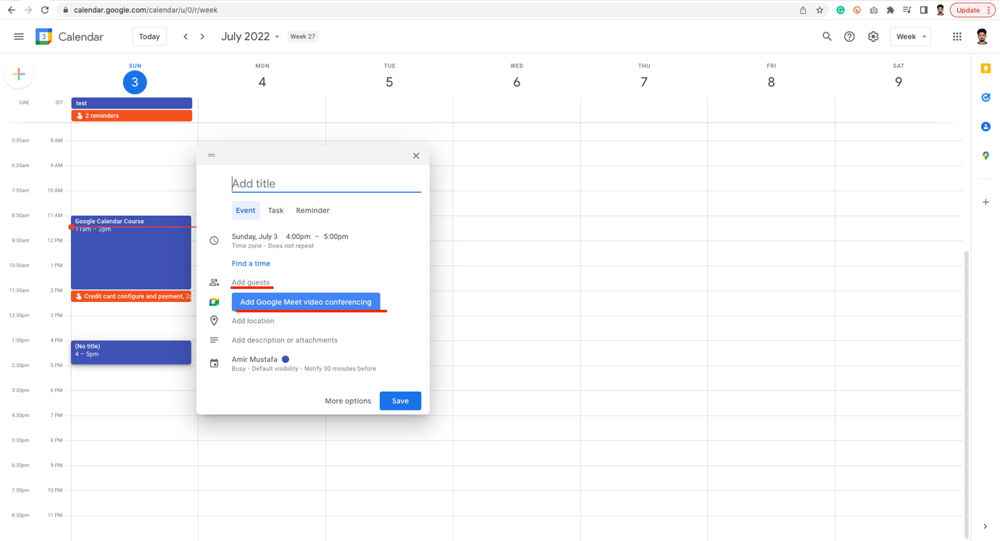 calendar.google.com/calendar/u/0/r/week
Update
3
Calendar
Today
July 2022
Week 27
Week
SUN
MON
TUE
WED
THU
FRI
SAT
3
4
5
6
7
8
9
UAE
IST
test
2 reminders
5:30am
8 AM
6:30am
9 AM
7:30am
10 AM
8:30am
11 AM
9:30am
12 PM
10:30am
1 PM
11:30am
2 PM
12:30pm
3 PM
1:30pm
4 PM
2:30pm
5 PM
3:30pm
6 PM
4:30pm
7 PM
5:30pm
8 PM
6:30pm
9 PM
7:30pm
10 PM
8:30pm
11 PM
Google Calendar Course
11am – 2pm
Credit card configure and payment, 2p
(No title)
4 – 5pm
Add title
Event
Task
Reminder
Sunday, July 3 4:00pm – 5:00pm
Time zone · Does not repeat
Find a time
Add guests
Add Google Meet video conferencing
Add location
Add description or attachments
Amir Mustafa
Busy · Default visibility · Notify 30 minutes before
More options
Save